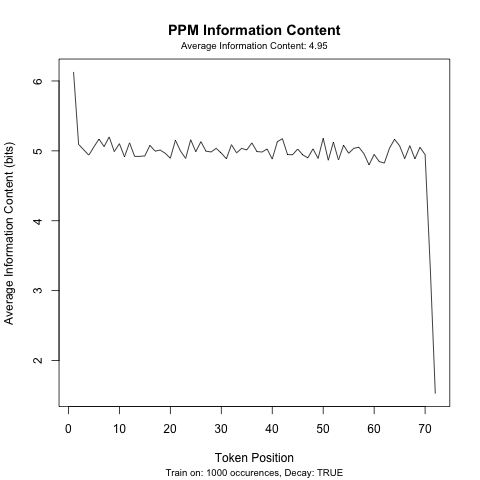 PPM Information Content
Average Information Content: 4.95
Average Information Content (bits)
6
5
4
3
2
0 10 20 30 40 50 60 70
Token Position
Train on: 1000 occurences, Decay: TRUE